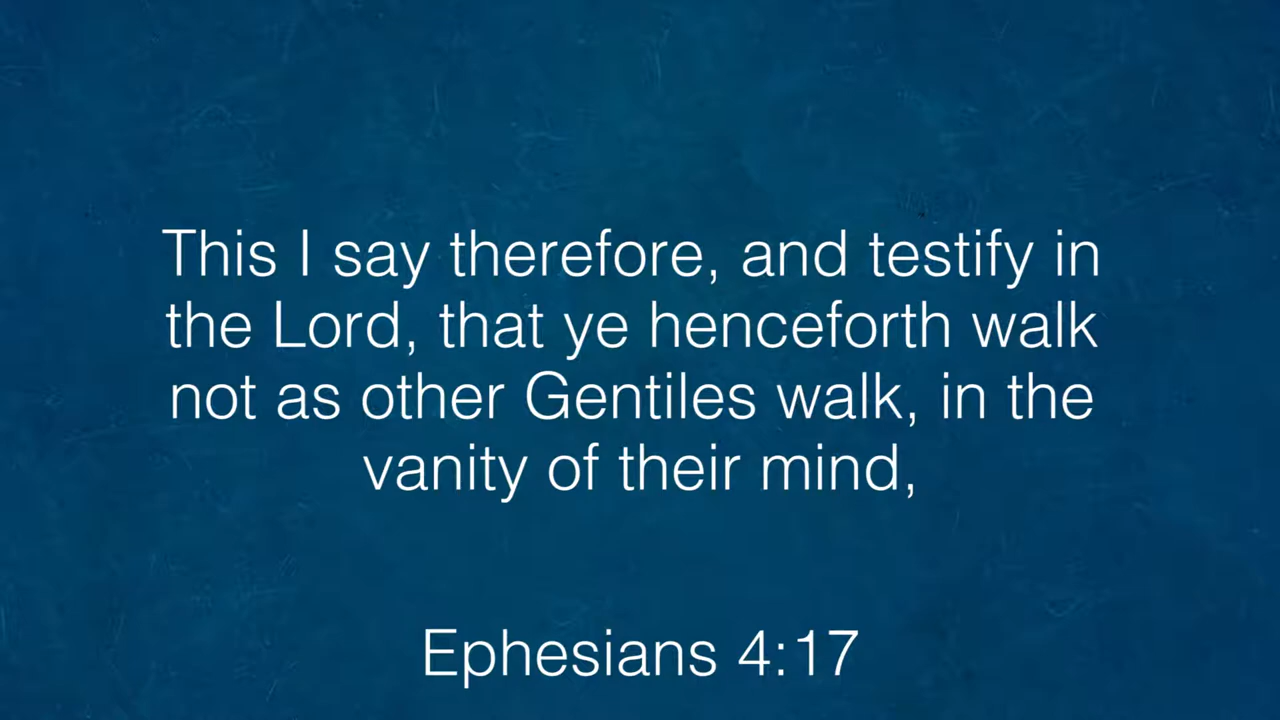 This I say therefore, and testify in
the Lord, that ye henceforth walk
not as other Gentiles walk, in the
vanity of their mind,
Ephesians 4:17